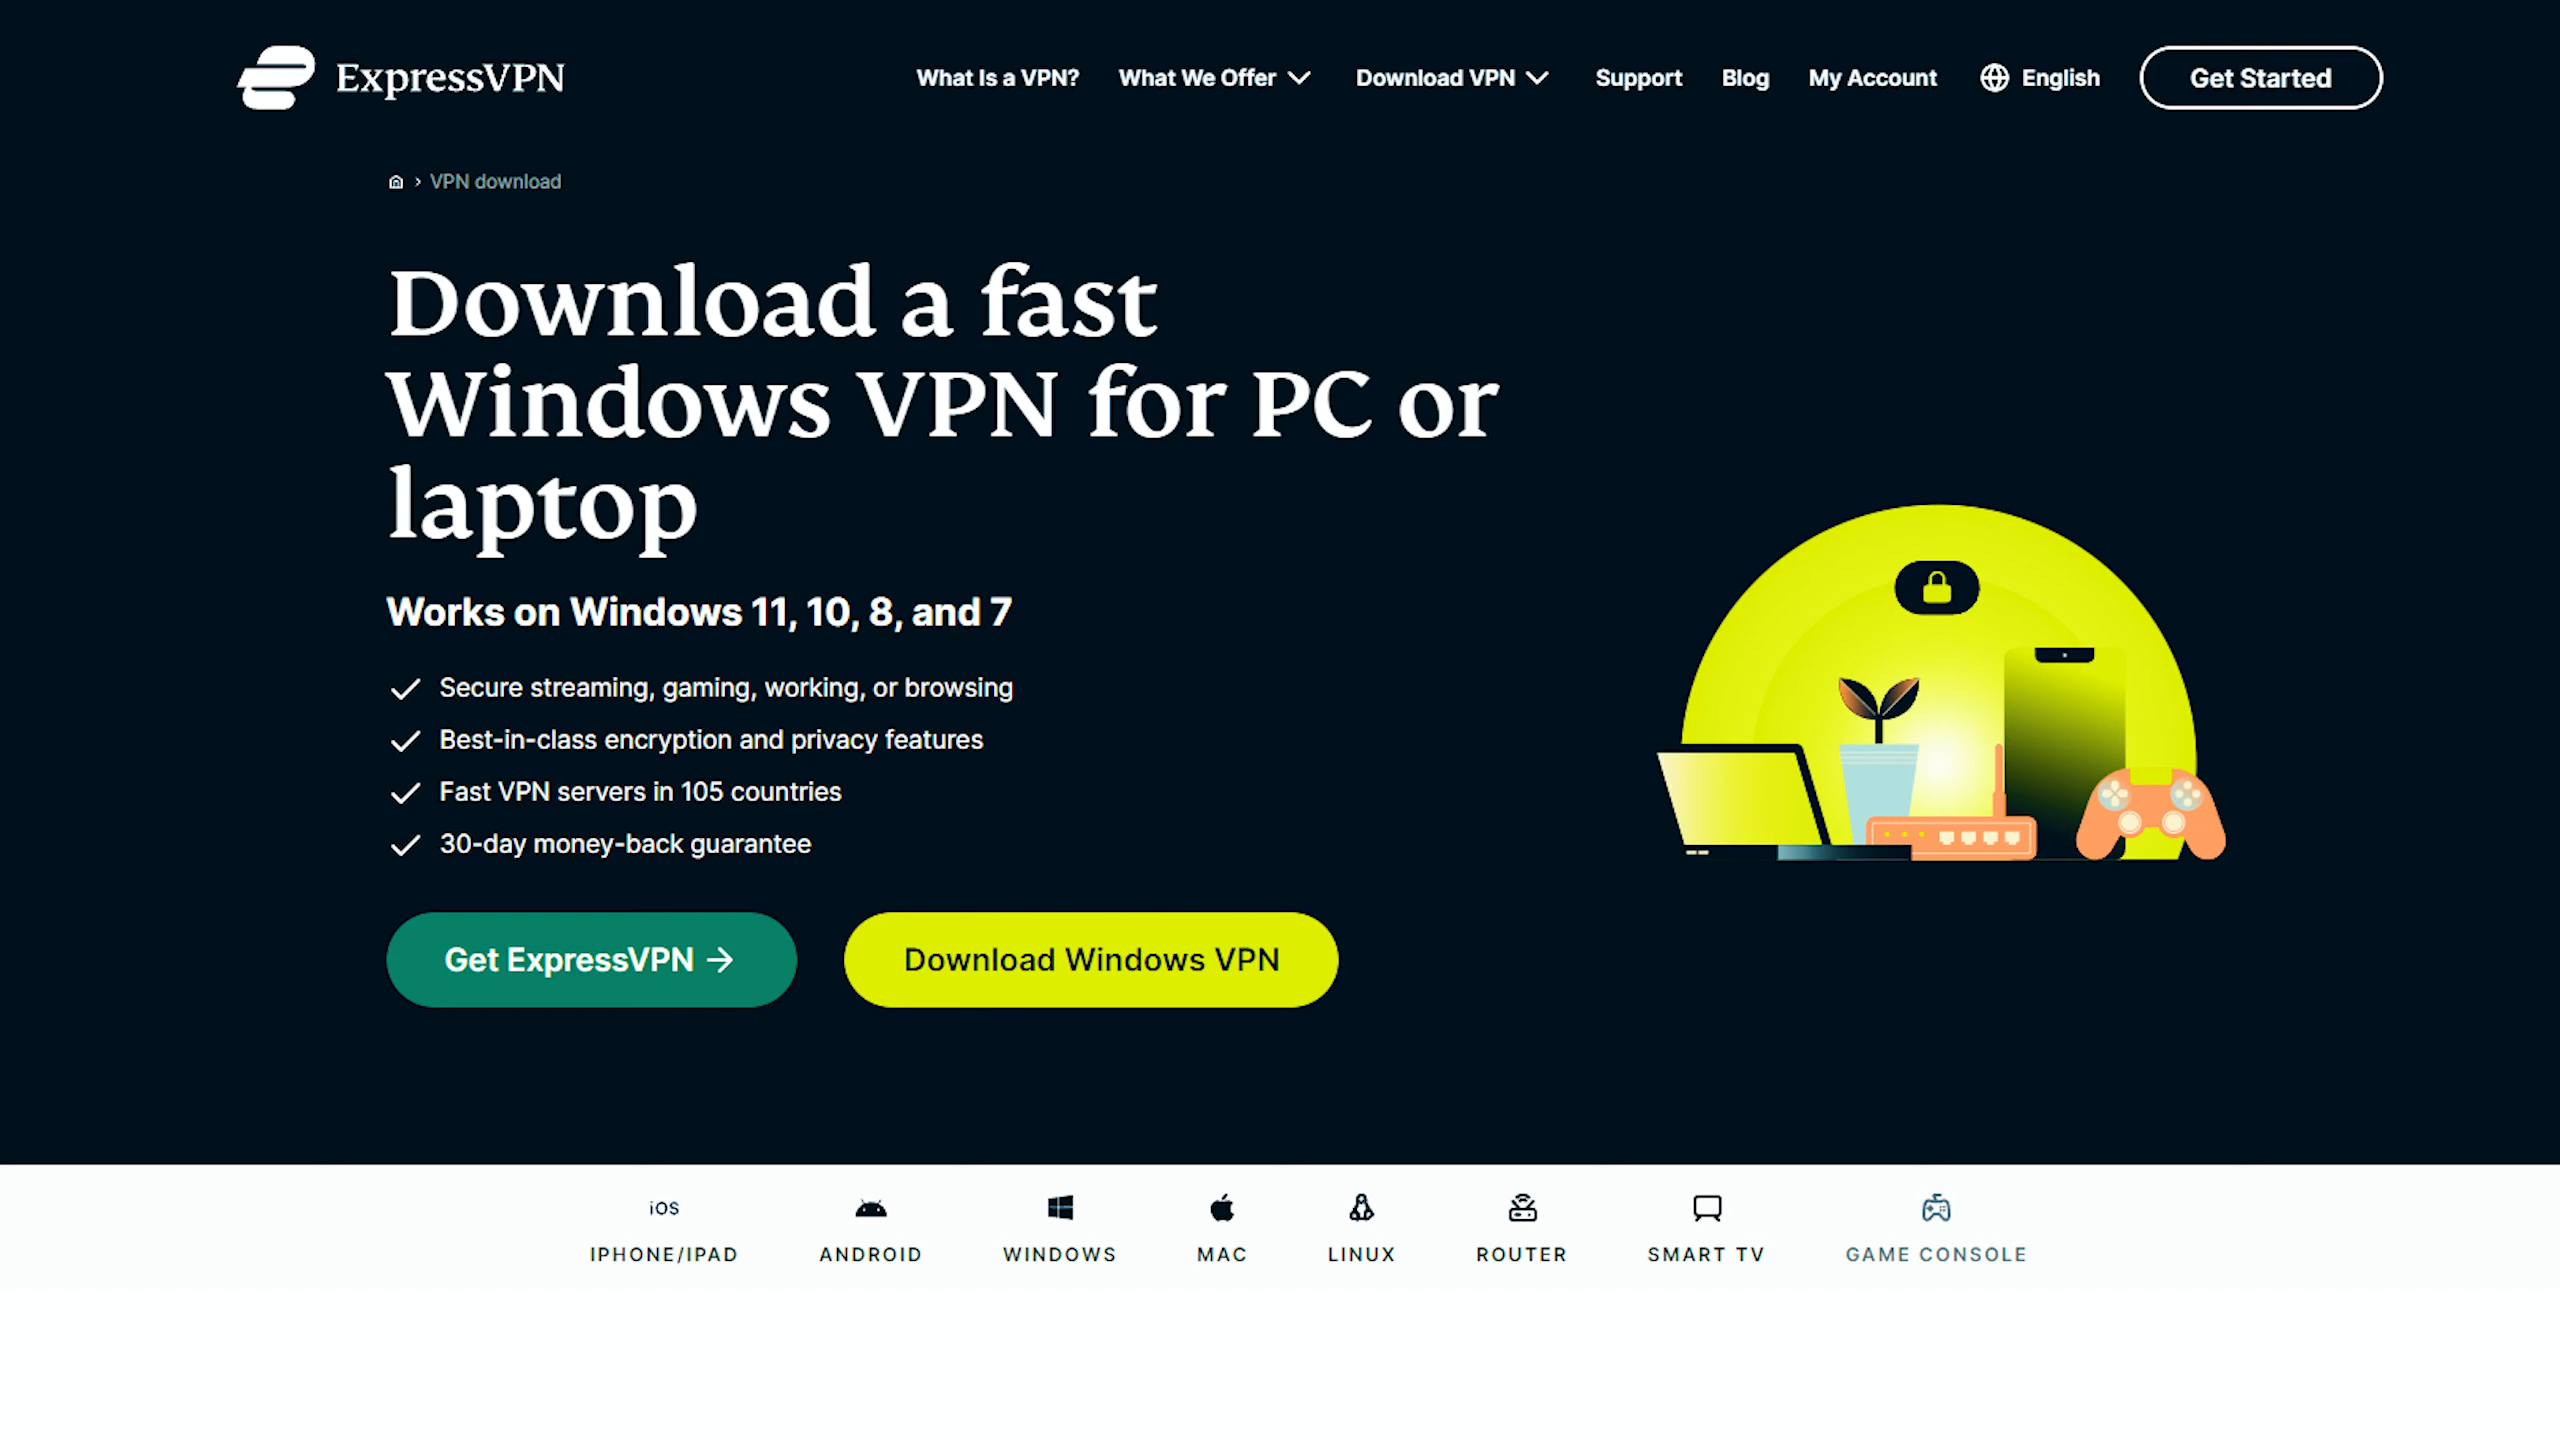 ExpressVPN
What Is a VPN?
What We Offer
Download VPN
Support
Blog
My Account
English
Get Started
VPN download
Download a fast
Windows VPN for PC or
laptop
Works on Windows 11, 10, 8, and 7
Secure streaming, gaming, working, or browsing
Best-in-class encryption and privacy features
Fast VPN servers in 105 countries
30-day money-back guarantee
Get ExpressVPN
Download Windows VPN
iOS
IPHONE/IPAD
ANDROID
WINDOWS
MAC
LINUX
ROUTER
SMART TV
GAME CONSOLE